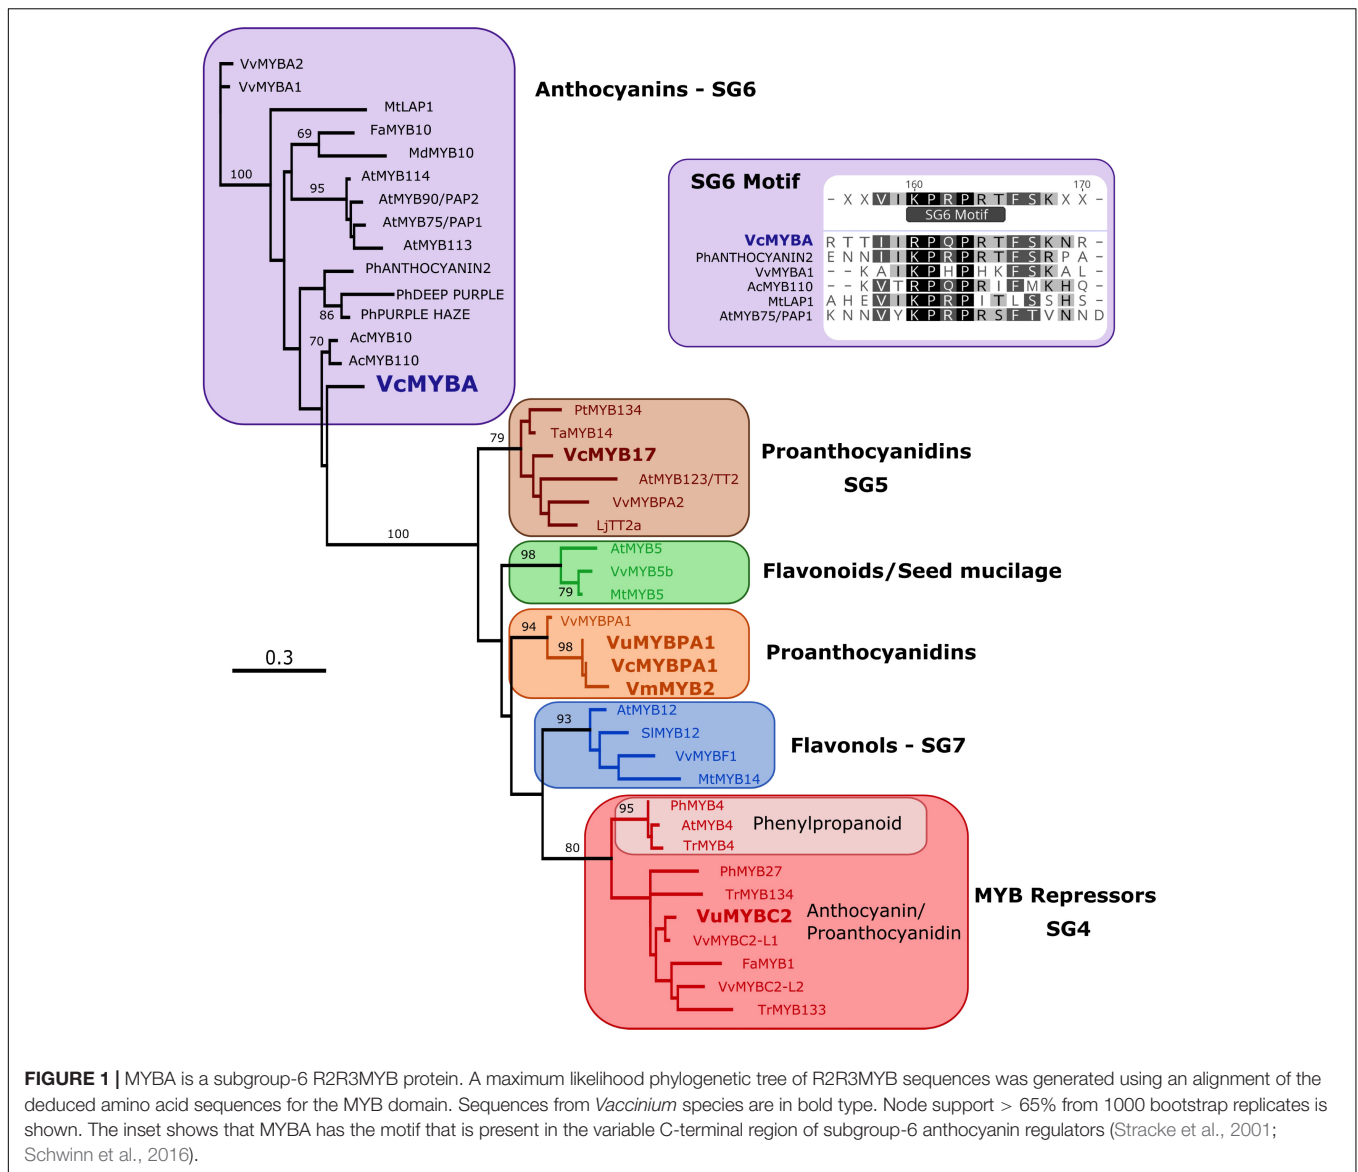 VvMYBA2
VvMYBA1
Anthocyanins - SG6
MtLAP1
69
FaMYB10
MdMYB10
100
95
AtMYB114
AtMYB90/PAP2
AtMYB75/PAP1
AtMYB113
PhANTHOCYANIN2
PhDEEP PURPLE
86
PhPURPLE HAZE
70
AcMYB10
AcMYB110
VcMYBA
SG6 Motif
160 170
- X X V I K P R P R T F S K X X -
SG6 Motif
VcMYBA R T T I I R P Q P R T F S K N R -
PhANTHOCYANIN2 E N N I I K P R P R T F S R P A -
VvMYBA1 - - K A I K P H P H K F S K A L -
AcMYB110 - - K V T R P Q P R I F M K H Q -
MtLAP1 A H E V I K P R P I T L S S H S -
AtMYB75/PAP1 K N N V Y K P R P R S F T V N N D
79
PtMYB134
TaMYB14
VcMYB17
AtMYB123/TT2
VvMYBPA2
LjTT2a
Proanthocyanidins
SG5
100
98
AtMYB5
VvMYB5b
79
MtMYB5
Flavonoids/Seed mucilage
94
VvMYBPA1
98
VuMYBPA1
VcMYBPA1
VmMYB2
Proanthocyanidins
0.3
93
AtMYB12
SlMYB12
VvMYBF1
MtMYB14
Flavonols - SG7
80
95
PhMYB4
AtMYB4
TrMYB4
Phenylpropanoid
PhMYB27
TrMYB134
VuMYBC2
VvMYBC2-L1
FaMYB1
VvMYBC2-L2
TrMYB133
Anthocyanin/
Proanthocyanidin
MYB Repressors
SG4
FIGURE 1 | MYBA is a subgroup-6 R2R3MYB protein. A maximum likelihood phylogenetic tree of R2R3MYB sequences was generated using an alignment of the
deduced amino acid sequences for the MYB domain. Sequences from Vaccinium species are in bold type. Node support > 65% from 1000 bootstrap replicates is
shown. The inset shows that MYBA has the motif that is present in the variable C-terminal region of subgroup-6 anthocyanin regulators (Stracke et al., 2001;
Schwinn et al., 2016).